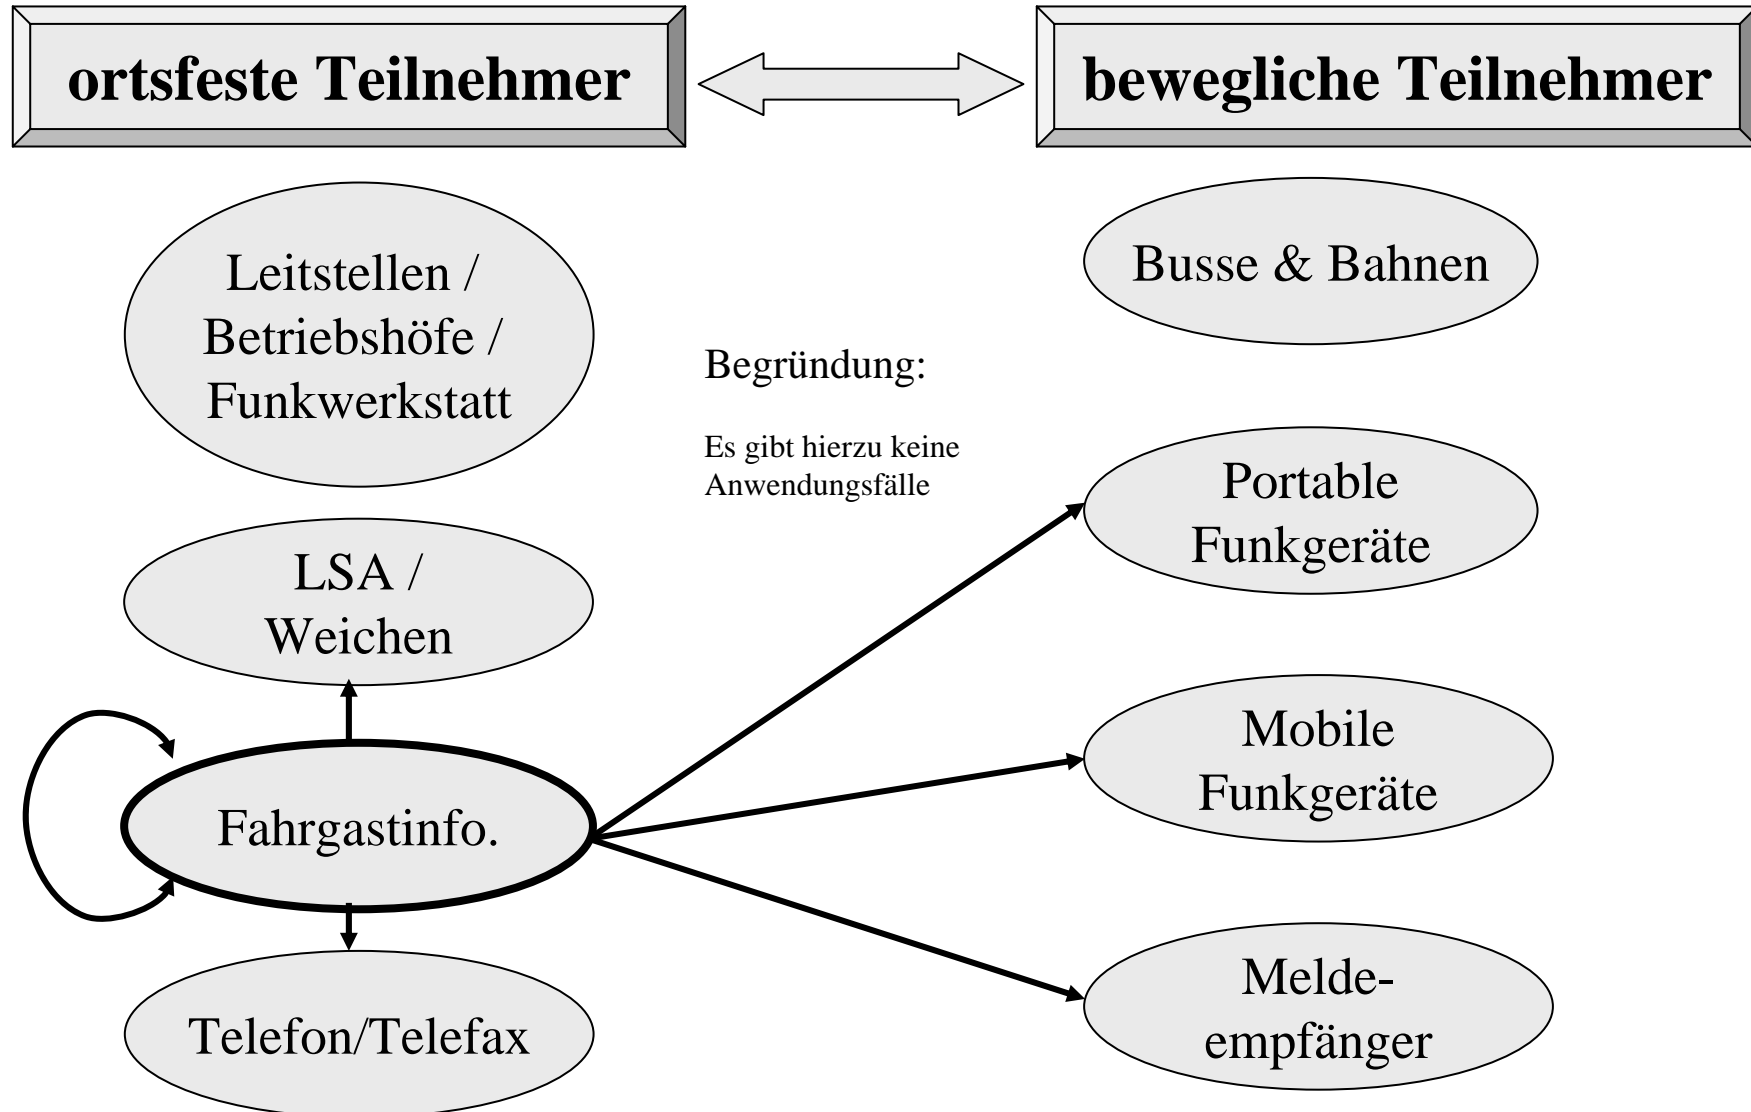 ortsfeste Teilnehmer
bewegliche Teilnehmer
Leitstellen /
Betriebshöfe /
Funkwerkstatt
LSA /
Weichen
Fahrgastinfo.
Telefon/Telefax
Begründung:
Es gibt hierzu keine
Anwendungsfälle
Busse & Bahnen
Portable
Funkgeräte
Mobile
Funkgeräte
Melde-
empfänger